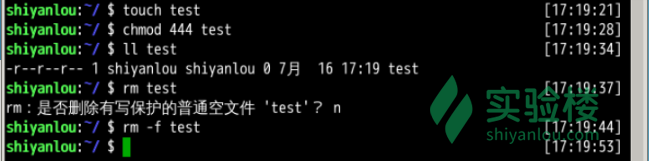 shiyanlou:~/ $ touch test [17:19:21]
shiyanlou:~/ $ chmod 444 test [17:19:28]
shiyanlou:~/ $ ll test [17:19:34]
-r--r--r-- 1 shiyanlou shiyanlou 0 7月 16 17:19 test
shiyanlou:~/ $ rm test [17:19:37]
rm：是否删除有写保护的普通空文件 'test'？ n
shiyanlou:~/ $ rm -f test [17:19:44]
shiyanlou:~/ $ [17:19:53]
实验楼
shiyanlou.com